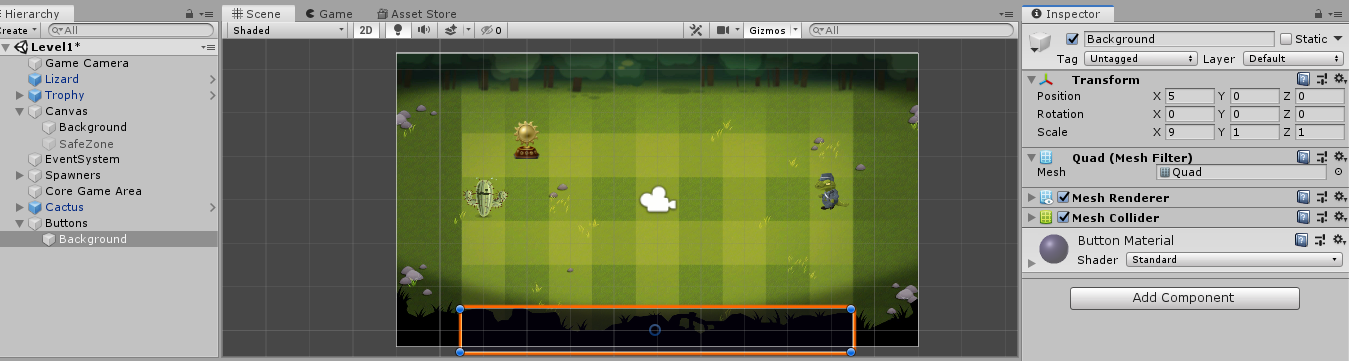 Hierarchy
Create
All
Level1*
Game Camera
Lizard
Trophy
Canvas
Background
SafeZone
EventSystem
Spawners
Core Game Area
Cactus
Buttons
Background
Scene Game Asset Store
Shaded 2D 0 Gizmos All
Inspector
Background Static
Tag Untagged Layer Default
Transform
Position X 5 Y 0 Z 0
Rotation X 0 Y 0 Z 0
Scale X 9 Y 1 Z 1
Quad (Mesh Filter)
Mesh Quad
Mesh Renderer
Mesh Collider
Button Material
Shader Standard
Add Component